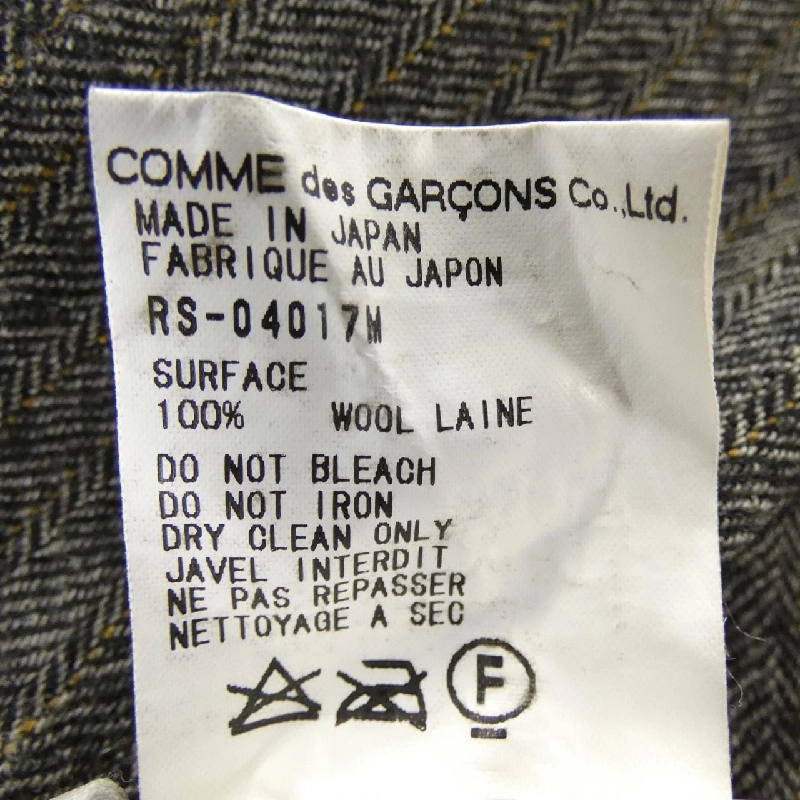 COMME des GARÇONS Co.,Ltd.
MADE IN JAPAN
FABRIQUE AU JAPON
RS-04017M
SURFACE
100% WOOL LAINE
DO NOT BLEACH
DO NOT IRON
DRY CLEAN ONLY
JAVEL INTERDIT
NE PAS REPASSER
NETTOYAGE A SEC
F